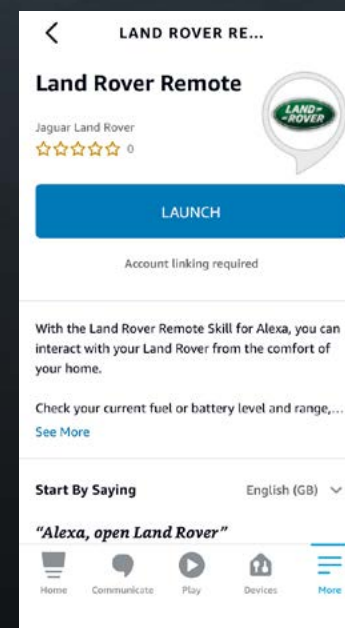 LAND ROVER RE...
Land Rover Remote
LAND-
-ROVER
Jaguar Land Rover
0
LAUNCH
Account linking required
With the Land Rover Remote Skill for Alexa, you can
interact with your Land Rover from the comfort of
your home.
Check your current fuel or battery level and range,...
See More
Start By Saying
English (GB)
“Alexa, open Land Rover”
Home
Communicate
Play
Devices
More